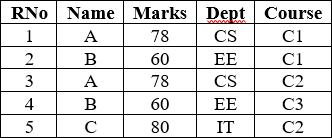 RNo Name Marks Dept Course
1 A 78 CS C1
2 B 60 EE C1
3 A 78 CS C2
4 B 60 EE C3
5 C 80 IT C2